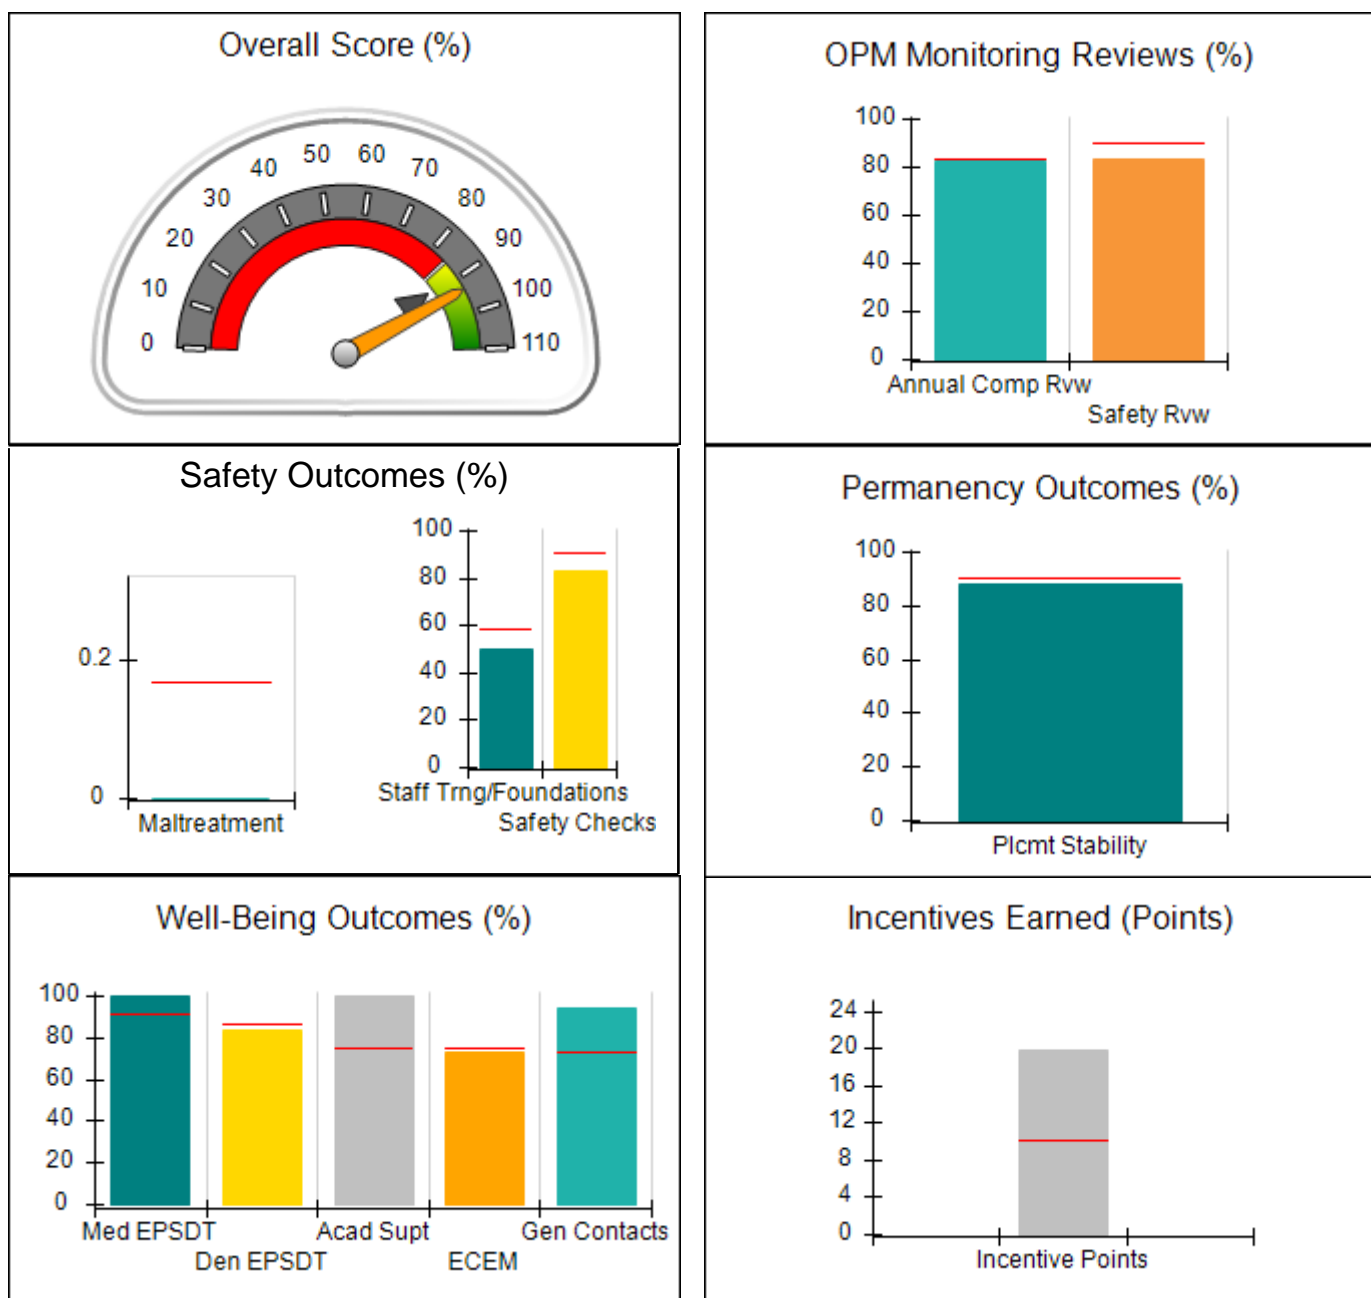 Overall Score (%)
0 10 20 30 40 50 60 70 80 90 100 110
OPM Monitoring Reviews (%)
100
80
60
40
20
0
Annual Comp Rvw
Safety Rvw
Safety Outcomes (%)
0.2
0
Maltreatment
100
80
60
40
20
0
Staff Trng/Foundations
Safety Checks
Permanency Outcomes (%)
100
80
60
40
20
0
Plcmt Stability
Well-Being Outcomes (%)
100
80
60
40
20
0
Med EPSDT Acad Supt Gen Contacts
Den EPSDT ECEM
Incentives Earned (Points)
24
20
16
12
8
4
0
Incentive Points